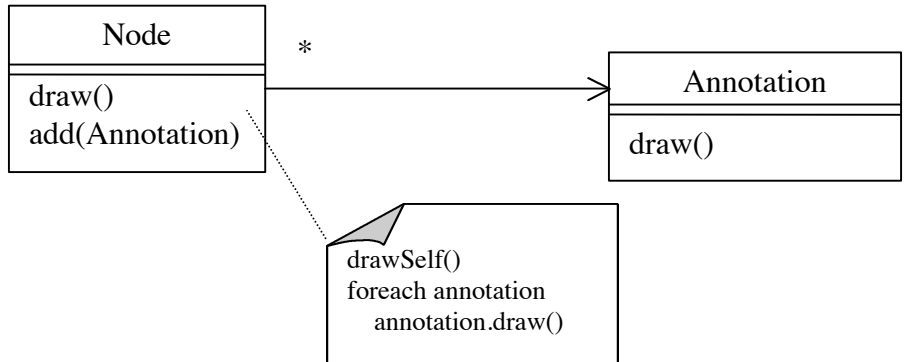 Node
draw()
add(Annotation)
*
Annotation
draw()
drawSelf()
foreach annotation
annotation.draw()